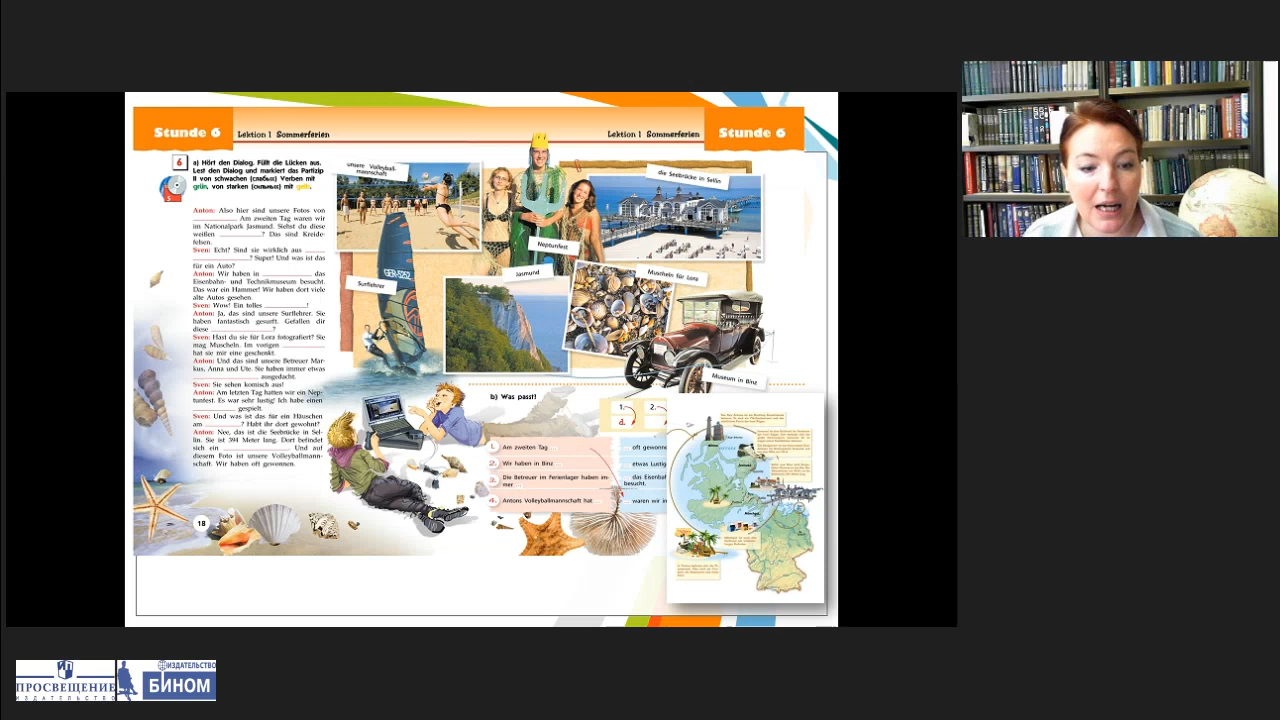 Stunde 6
Lektion 1 Sommerferien
Lektion 1 Sommerferien
Stunde 6
6
a) Hört den Dialog. Füllt die Lücken aus.
Lest den Dialog und markiert das Partizip
II von schwachen (слабых) Verben mit
grün, von starken (сильных) mit gelb.
Anton: Also hier sind unsere Fotos von
. Am zweiten Tag waren wir
im Nationalpark Jasmund. Siehst du diese
weißen ? Das sind Kreide-
felsen.
Sven: Echt? Sind sie wirklich aus
? Super! Und was ist das
für ein Auto?
Anton: Wir haben in das
Eisenbahn- und Technikmuseum besucht.
Das war ein Hammer! Wir haben dort viele
alte Autos gesehen.
Sven: Wow! Ein tolles !
Anton: Ja, das sind unsere Surflehrer. Sie
haben fantastisch gesurft. Gefallen dir
diese ?
Sven: Hast du sie für Lora fotografiert? Sie
mag Muscheln. Im vorigen
hat sie mir eine geschenkt.
Anton: Und das sind unsere Betreuer Mar-
kus, Anna und Ute. Sie haben immer etwas
ausgedacht.
Sven: Sie sehen komisch aus!
Anton: Am letzten Tag hatten wir ein Nep-
tunfest. Es war sehr lustig! Ich habe einen
gespielt.
Sven: Und was ist das für ein Häuschen
am ? Habt ihr dort gewohnt?
Anton: Nee, das ist die Seebrücke in Sel-
lin. Sie ist 394 Meter lang. Dort befindet
sich ein . Und auf
diesem Foto ist unsere Volleyballmann-
schaft. Wir haben oft gewonnen.
18
unsere Volleyball-
mannschaft
die Seebrücke in Sellin
Neptunfest
Jasmund
Muscheln für Lora
Surflehrer
GER-5252
Museum in Binz
b) Was passt?
1.
2.
d.
1. Am zweiten Tag ...
2. Wir haben in Binz ...
3. Die Betreuer im Ferienlager haben im-
mer ...
4. Antons Volleyballmannschaft hat ...
... oft gewonne
... etwas Lustig
... das Eisenbah
besucht.
... waren wir in
ПРОСВЕЩЕНИЕ
ИЗДАТЕЛЬСТВО
ИЗДАТЕЛЬСТВО
БИНОМ